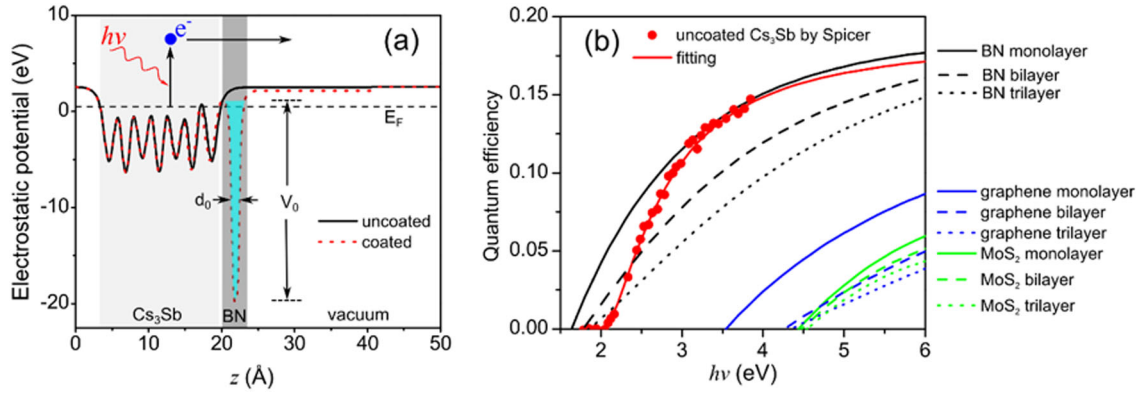 (a)
Electrostatic potential (eV)
10
0
-10
-20
hν
e-
EF
d0
V0
uncoated
coated
Cs3Sb
BN
vacuum
0
10
20
30
40
50
z (Å)
(b)
Quantum efficiency
0.20
0.15
0.10
0.05
0.00
uncoated Cs3Sb by Spicer
fitting
2
3
4
5
6
hν (eV)
BN monolayer
BN bilayer
BN trilayer
graphene monolayer
graphene bilayer
graphene trilayer
MoS2 monolayer
MoS2 bilayer
MoS2 trilayer